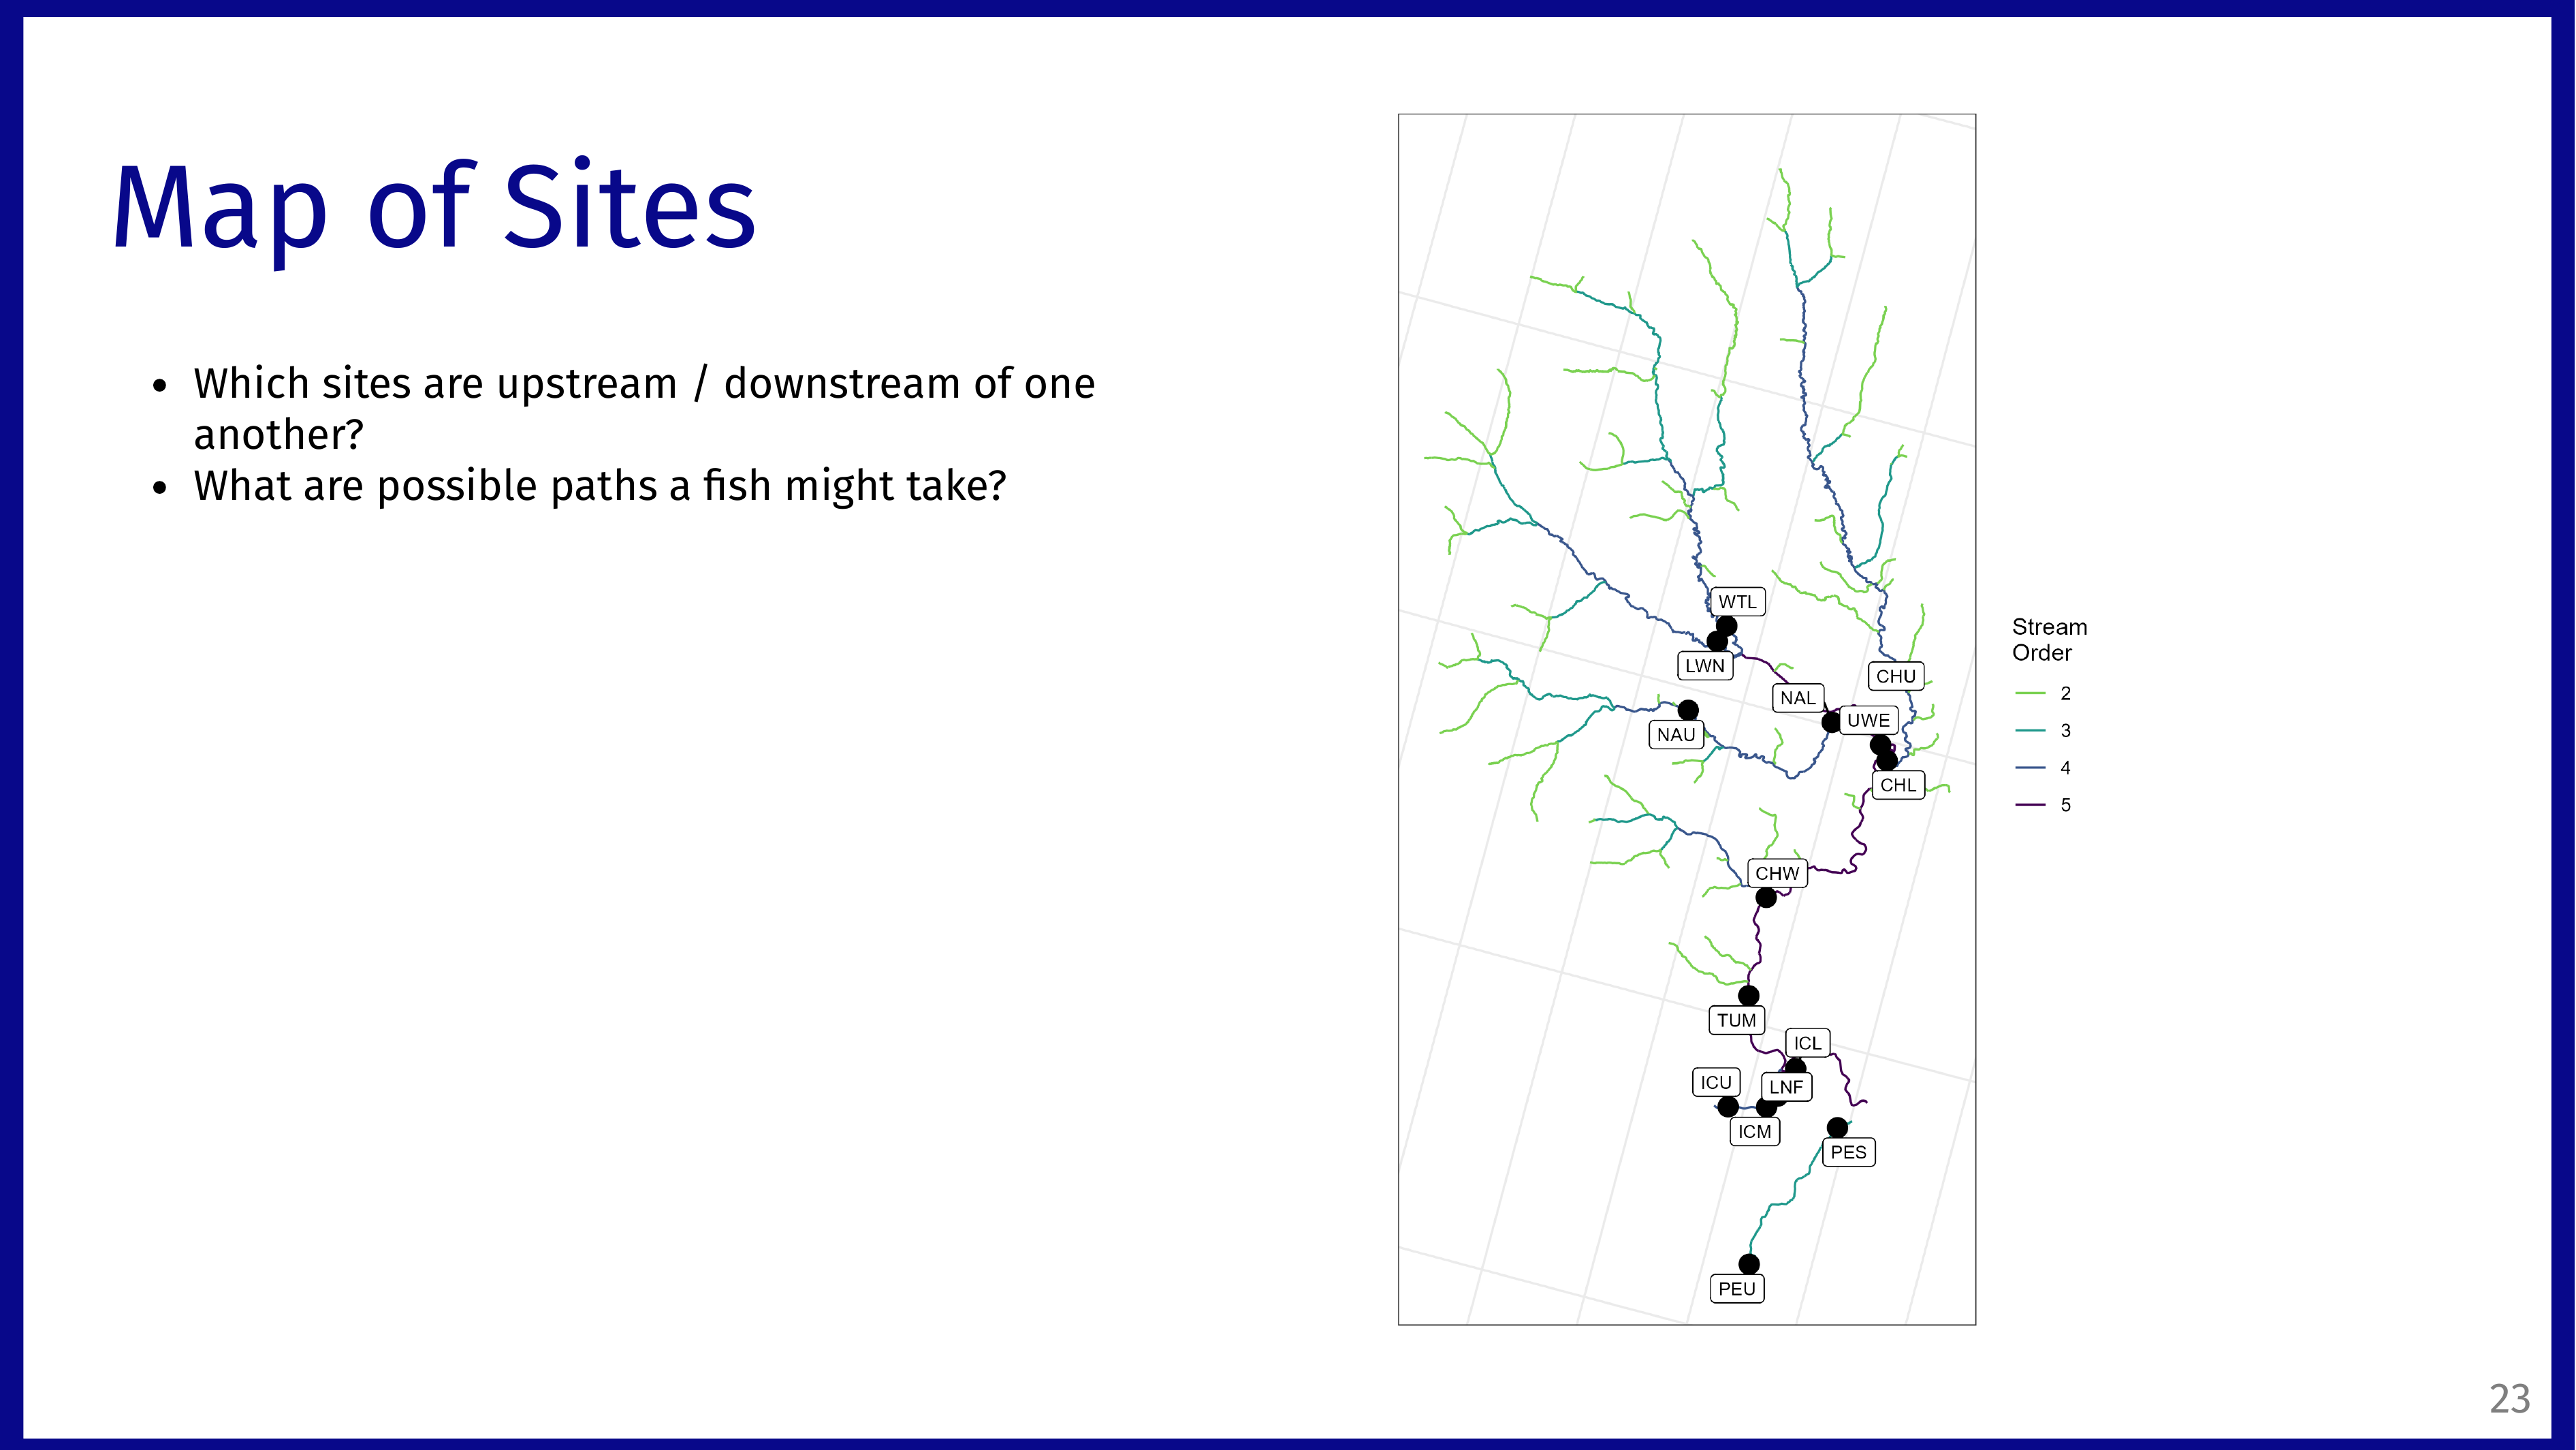 Map of Sites
• Which sites are upstream / downstream of one
another?
• What are possible paths a fish might take?
WTL
LWN
CHU
NAL
UWE
NAU
CHL
CHW
TUM
ICL
ICU
LNF
ICM
PES
PEU
Stream
Order
2
3
4
5
23